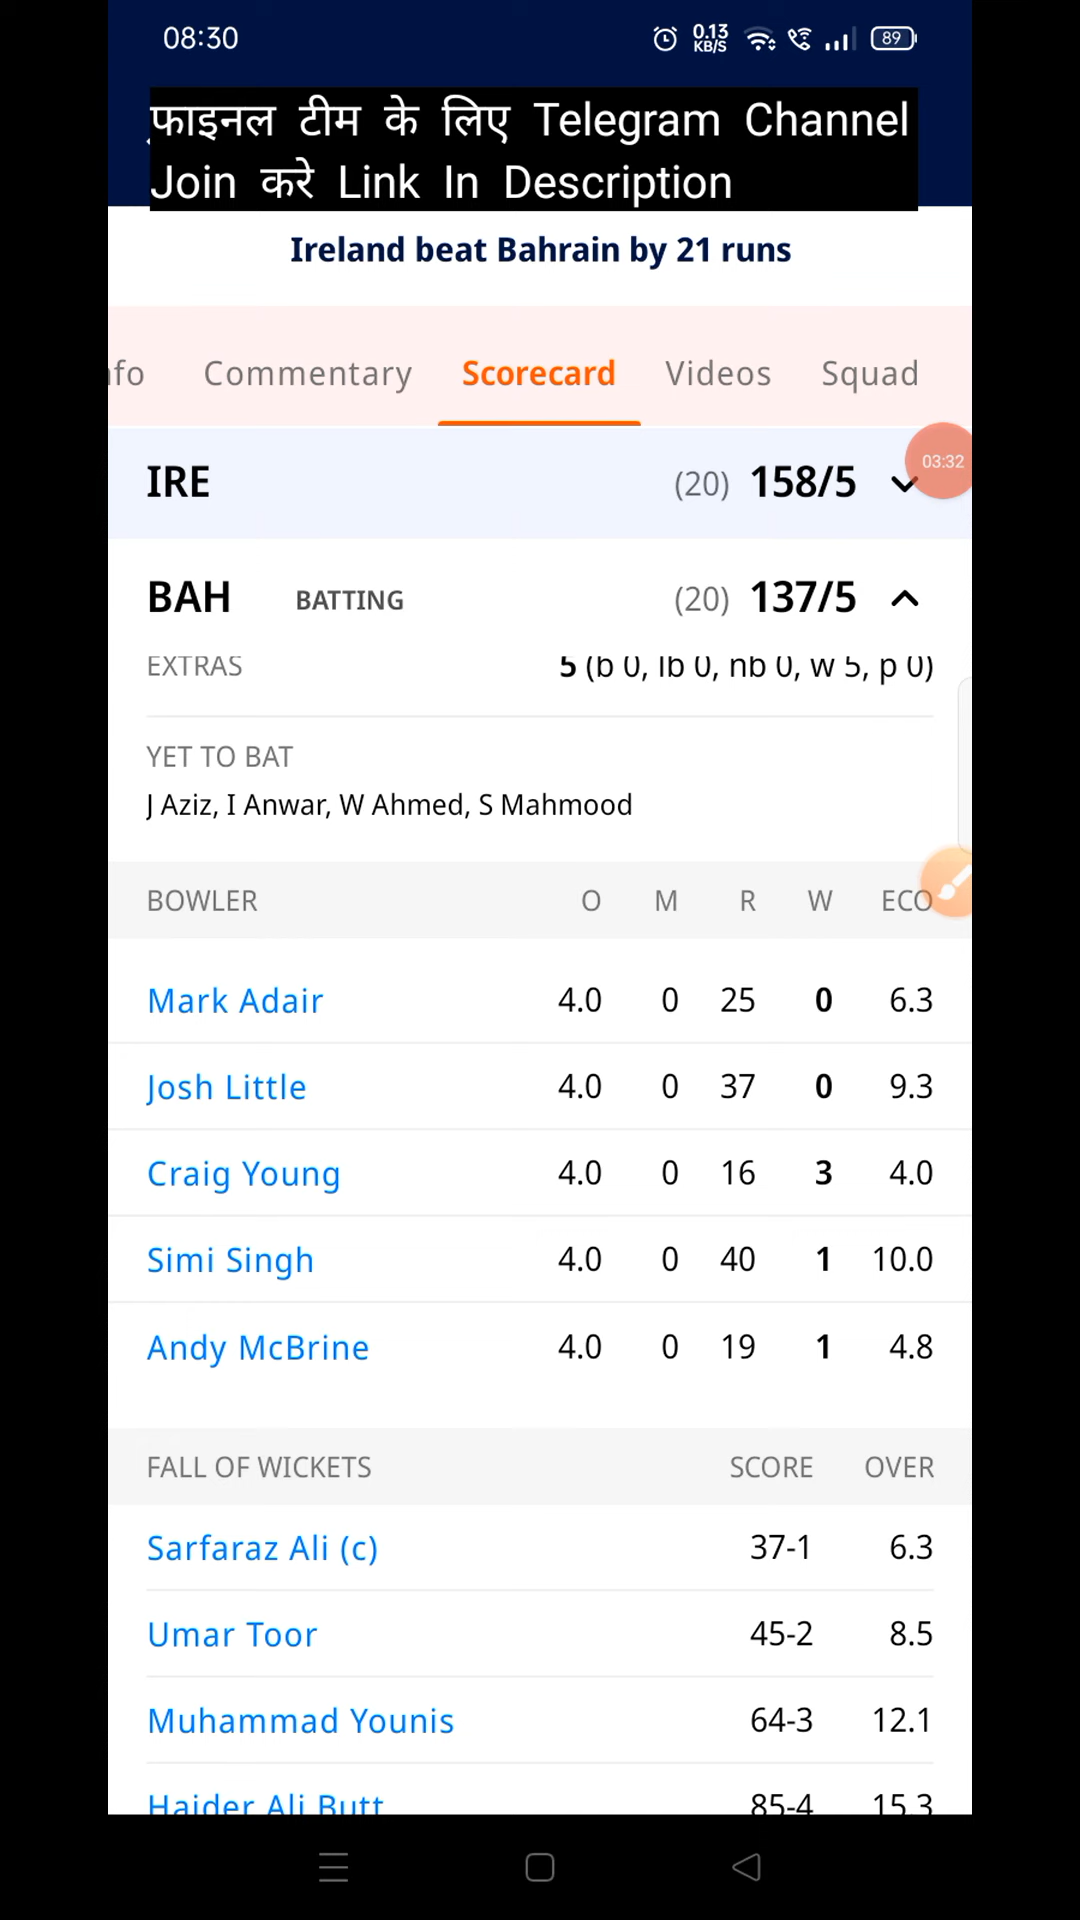 08:30
0.13
KB/S
89
फ़ाइनल टीम के लिए Telegram Channel
Join करे Link In Description
Ireland beat Bahrain by 21 runs
nfo Commentary Scorecard Videos Squad
03:32
IRE (20) 158/5
BAH BATTING (20) 137/5
EXTRAS 5 (b 0, lb 0, nb 0, w 5, p 0)
YET TO BAT
J Aziz, I Anwar, W Ahmed, S Mahmood
BOWLER O M R W ECO
Mark Adair 4.0 0 25 0 6.3
Josh Little 4.0 0 37 0 9.3
Craig Young 4.0 0 16 3 4.0
Simi Singh 4.0 0 40 1 10.0
Andy McBrine 4.0 0 19 1 4.8
FALL OF WICKETS SCORE OVER
Sarfaraz Ali (c) 37-1 6.3
Umar Toor 45-2 8.5
Muhammad Younis 64-3 12.1
Haider Ali Butt 85-4 15.3